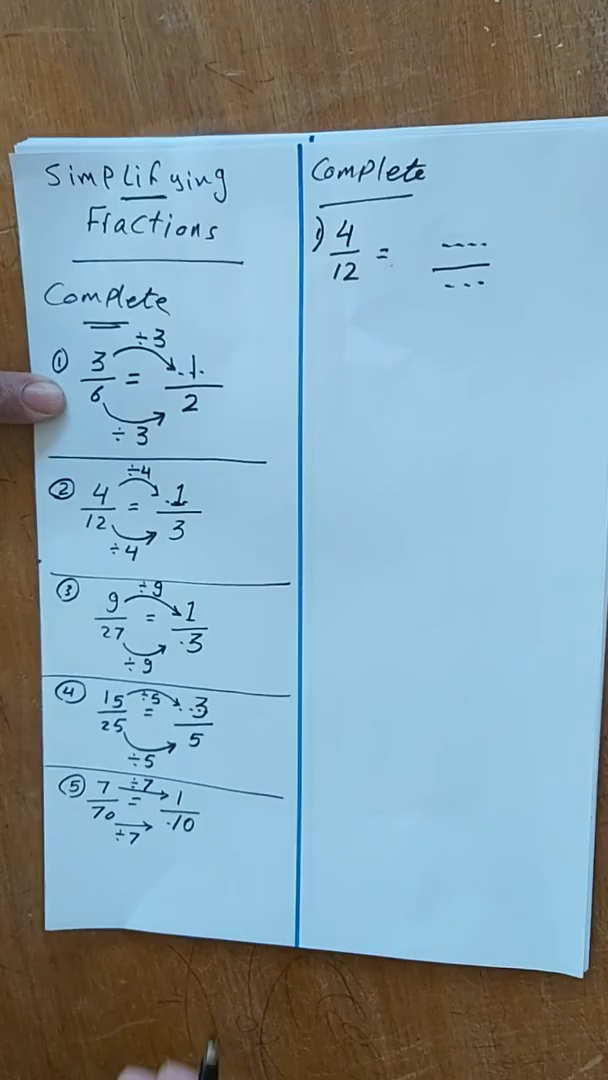 Simplifying
Fractions
Complete
÷3
① 3/6 = 1/2
÷3
÷4
② 4/12 = 1/3
÷4
÷9
③ 9/27 = 1/3
÷9
÷5
④ 15/25 = 3/5
÷5
÷7
⑤ 7/70 = 1/10
÷7
Complete
1) 4/12 = ..../...